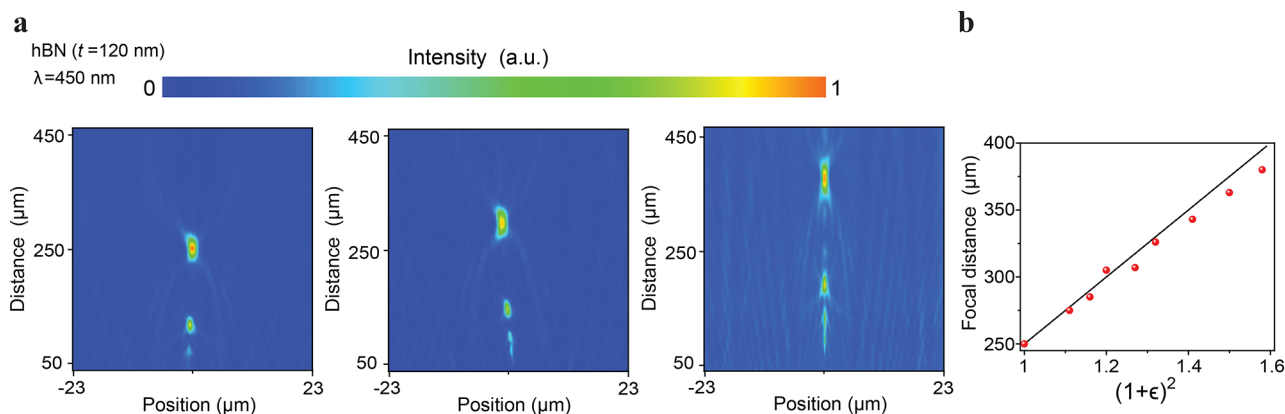 a
b
hBN (t=120 nm)
λ=450 nm
Intensity (a.u.)
0
1
450
250
50
Distance (µm)
-23
23
Position (µm)
450
250
50
Distance (µm)
-23
23
Position (µm)
450
250
50
Distance (µm)
-23
23
Position (µm)
400
350
300
250
Focal distance (µm)
1
1.2
1.4
1.6
(1+ϵ)²